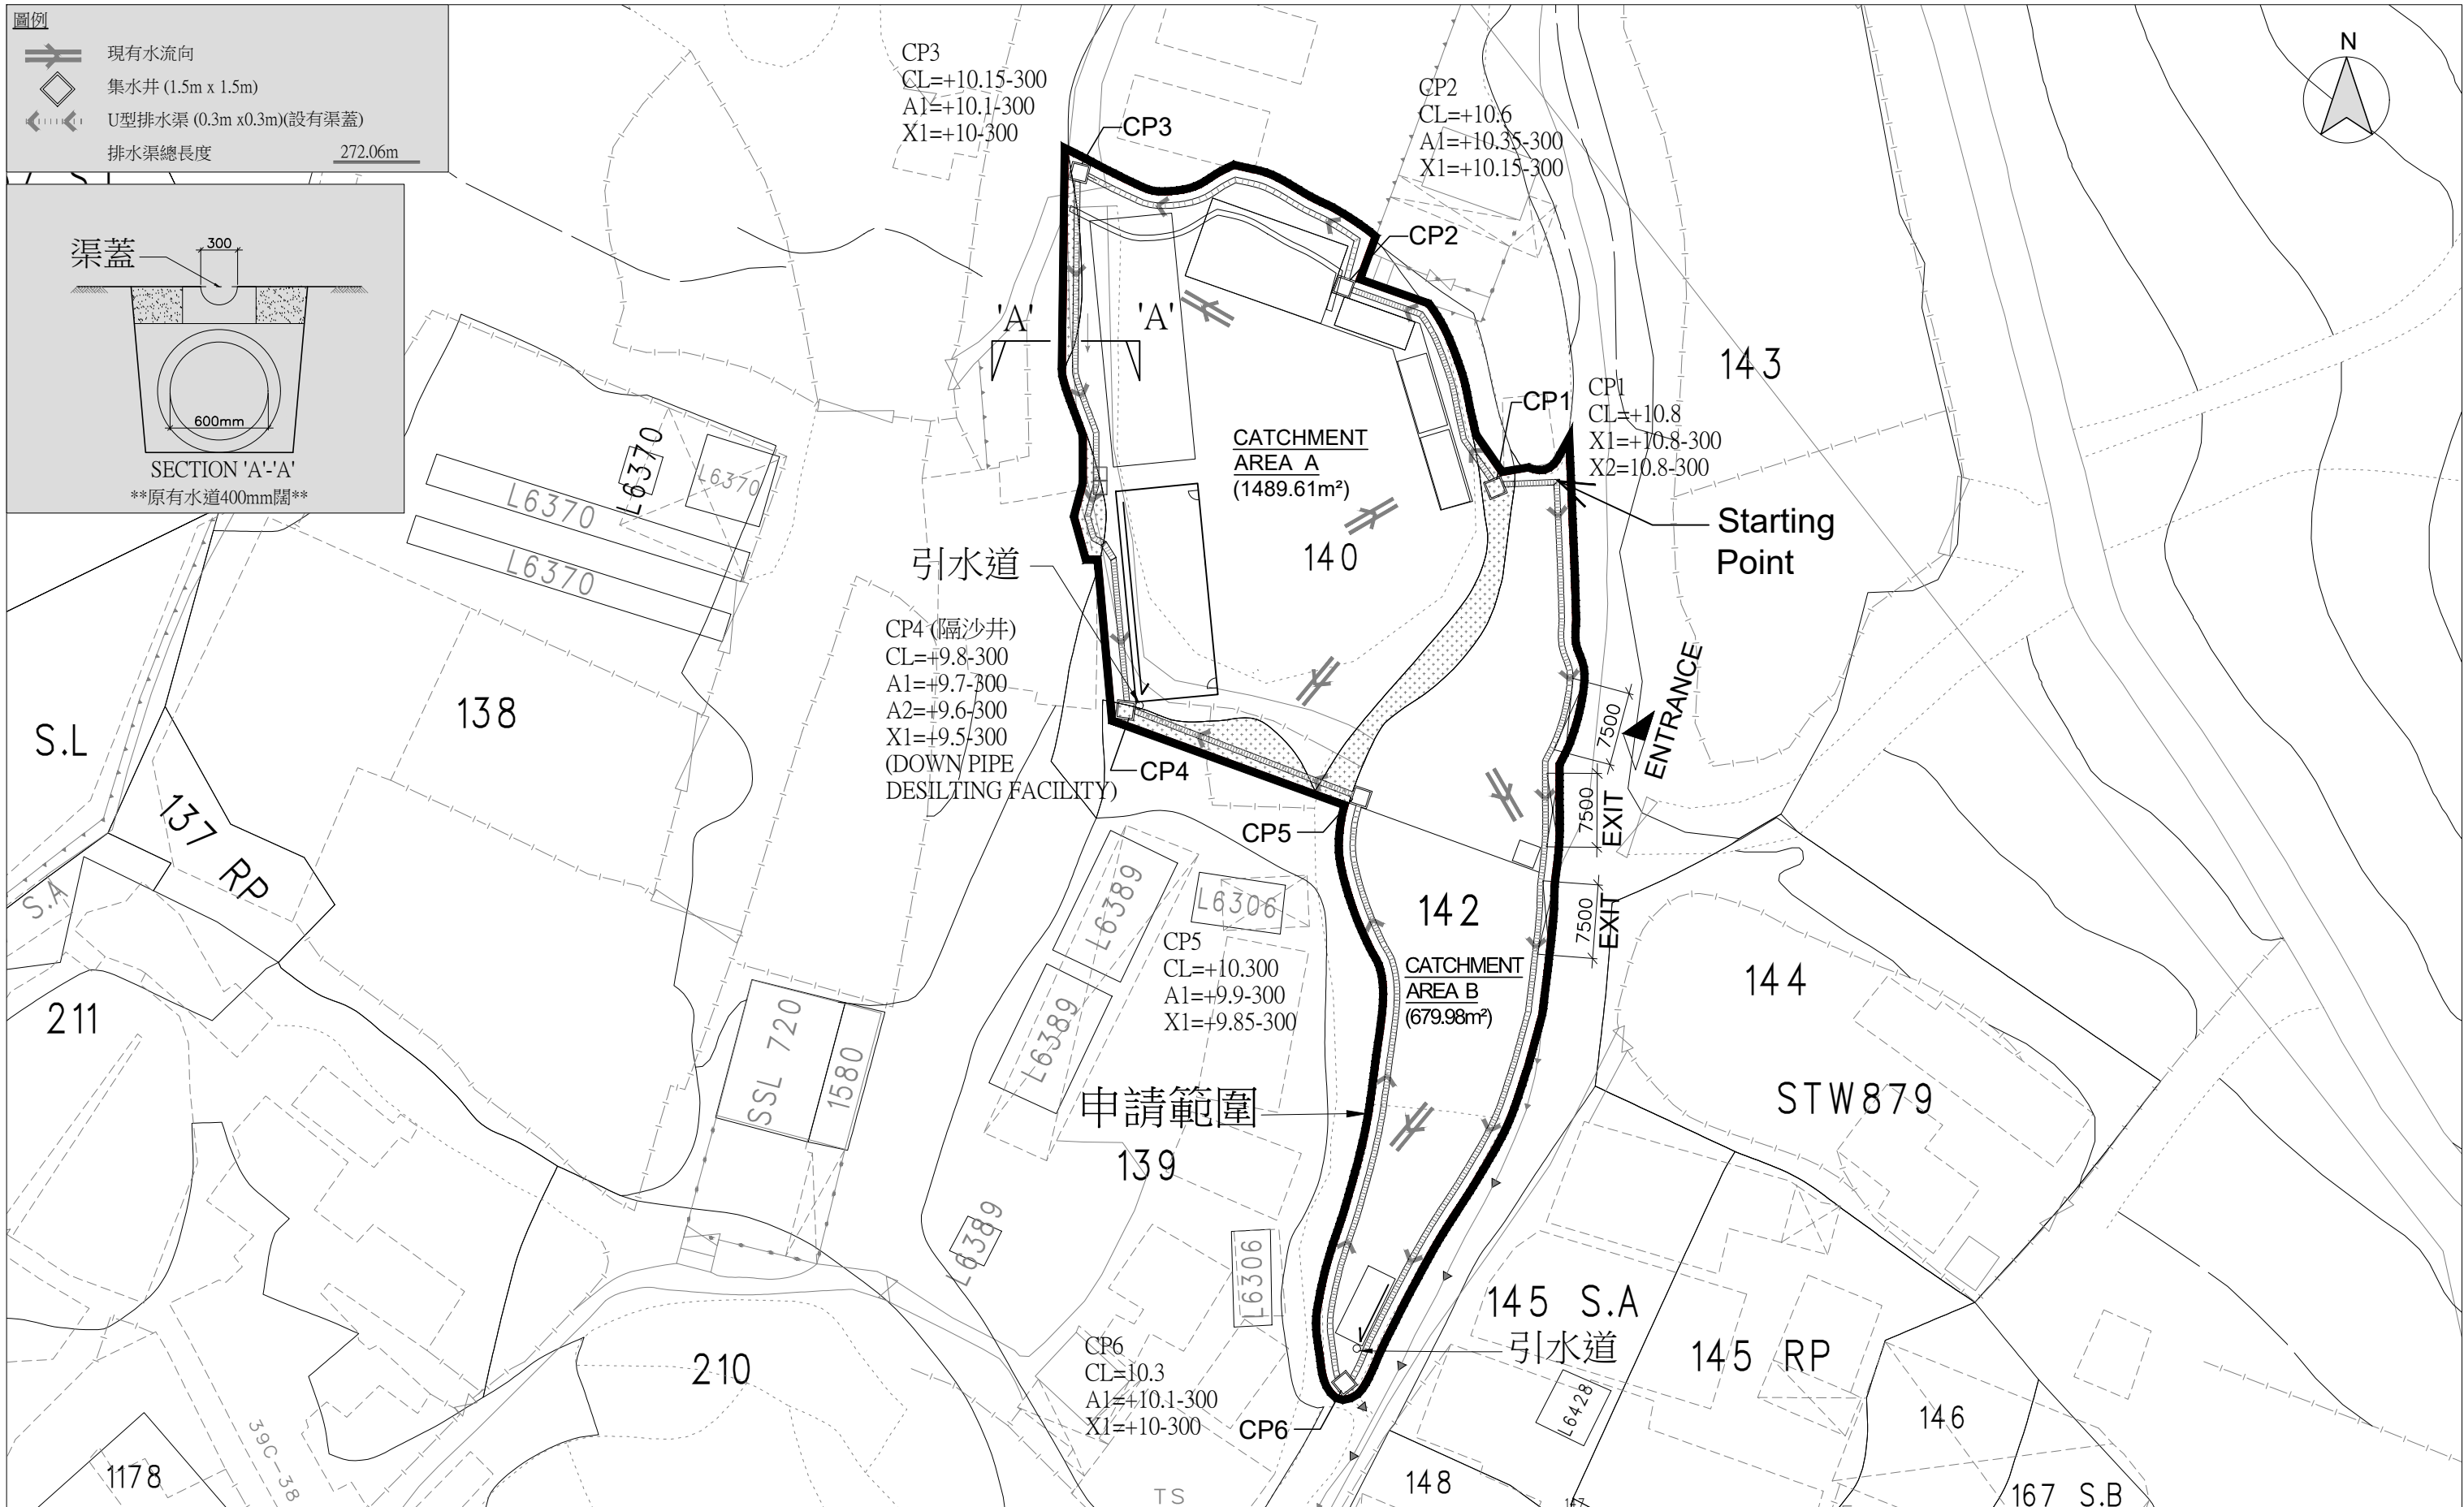 圖例
現有水流向
集水井 (1.5m x 1.5m)
U型排水渠 (0.3m x0.3m)(設有渠蓋)
排水渠總長度 272.06m
渠蓋
300
600mm
SECTION 'A'-'A'
**原有水道400mm闊**
CP3
CL=+10.15-300
A1=+10.1-300
X1=+10-300
CP3
CP2
CL=+10.6
A1=+10.35-300
X1=+10.15-300
CP2
N
'A'
'A'
143
CP1
CP1
CL=+10.8
X1=+10.8-300
X2=10.8-300
CATCHMENT
AREA A
(1489.61m²)
140
Starting
Point
L6370
L6370
L6370
L6370
引水道
CP4 (隔沙井)
CL=+9.8-300
A1=+9.7-300
A2=+9.6-300
X1=+9.5-300
(DOWN PIPE
DESILTING FACILITY)
CP4
CP5
138
S.L
137 RP
S.A
7500
ENTRANCE
7500
EXIT
7500
EXIT
142
CATCHMENT
AREA B
(679.98m²)
L6389
L6306
CP5
CL=+10.300
A1=+9.9-300
X1=+9.85-300
L6389
144
211
SSL 720
1580
申請範圍
139
STW879
L6389
L6306
145 S.A
引水道
145 RP
210
CP6
CL=10.3
A1=+10.1-300
X1=+10-300
CP6
L6428
146
39C-38
1178
TS
148
147
167 S.B